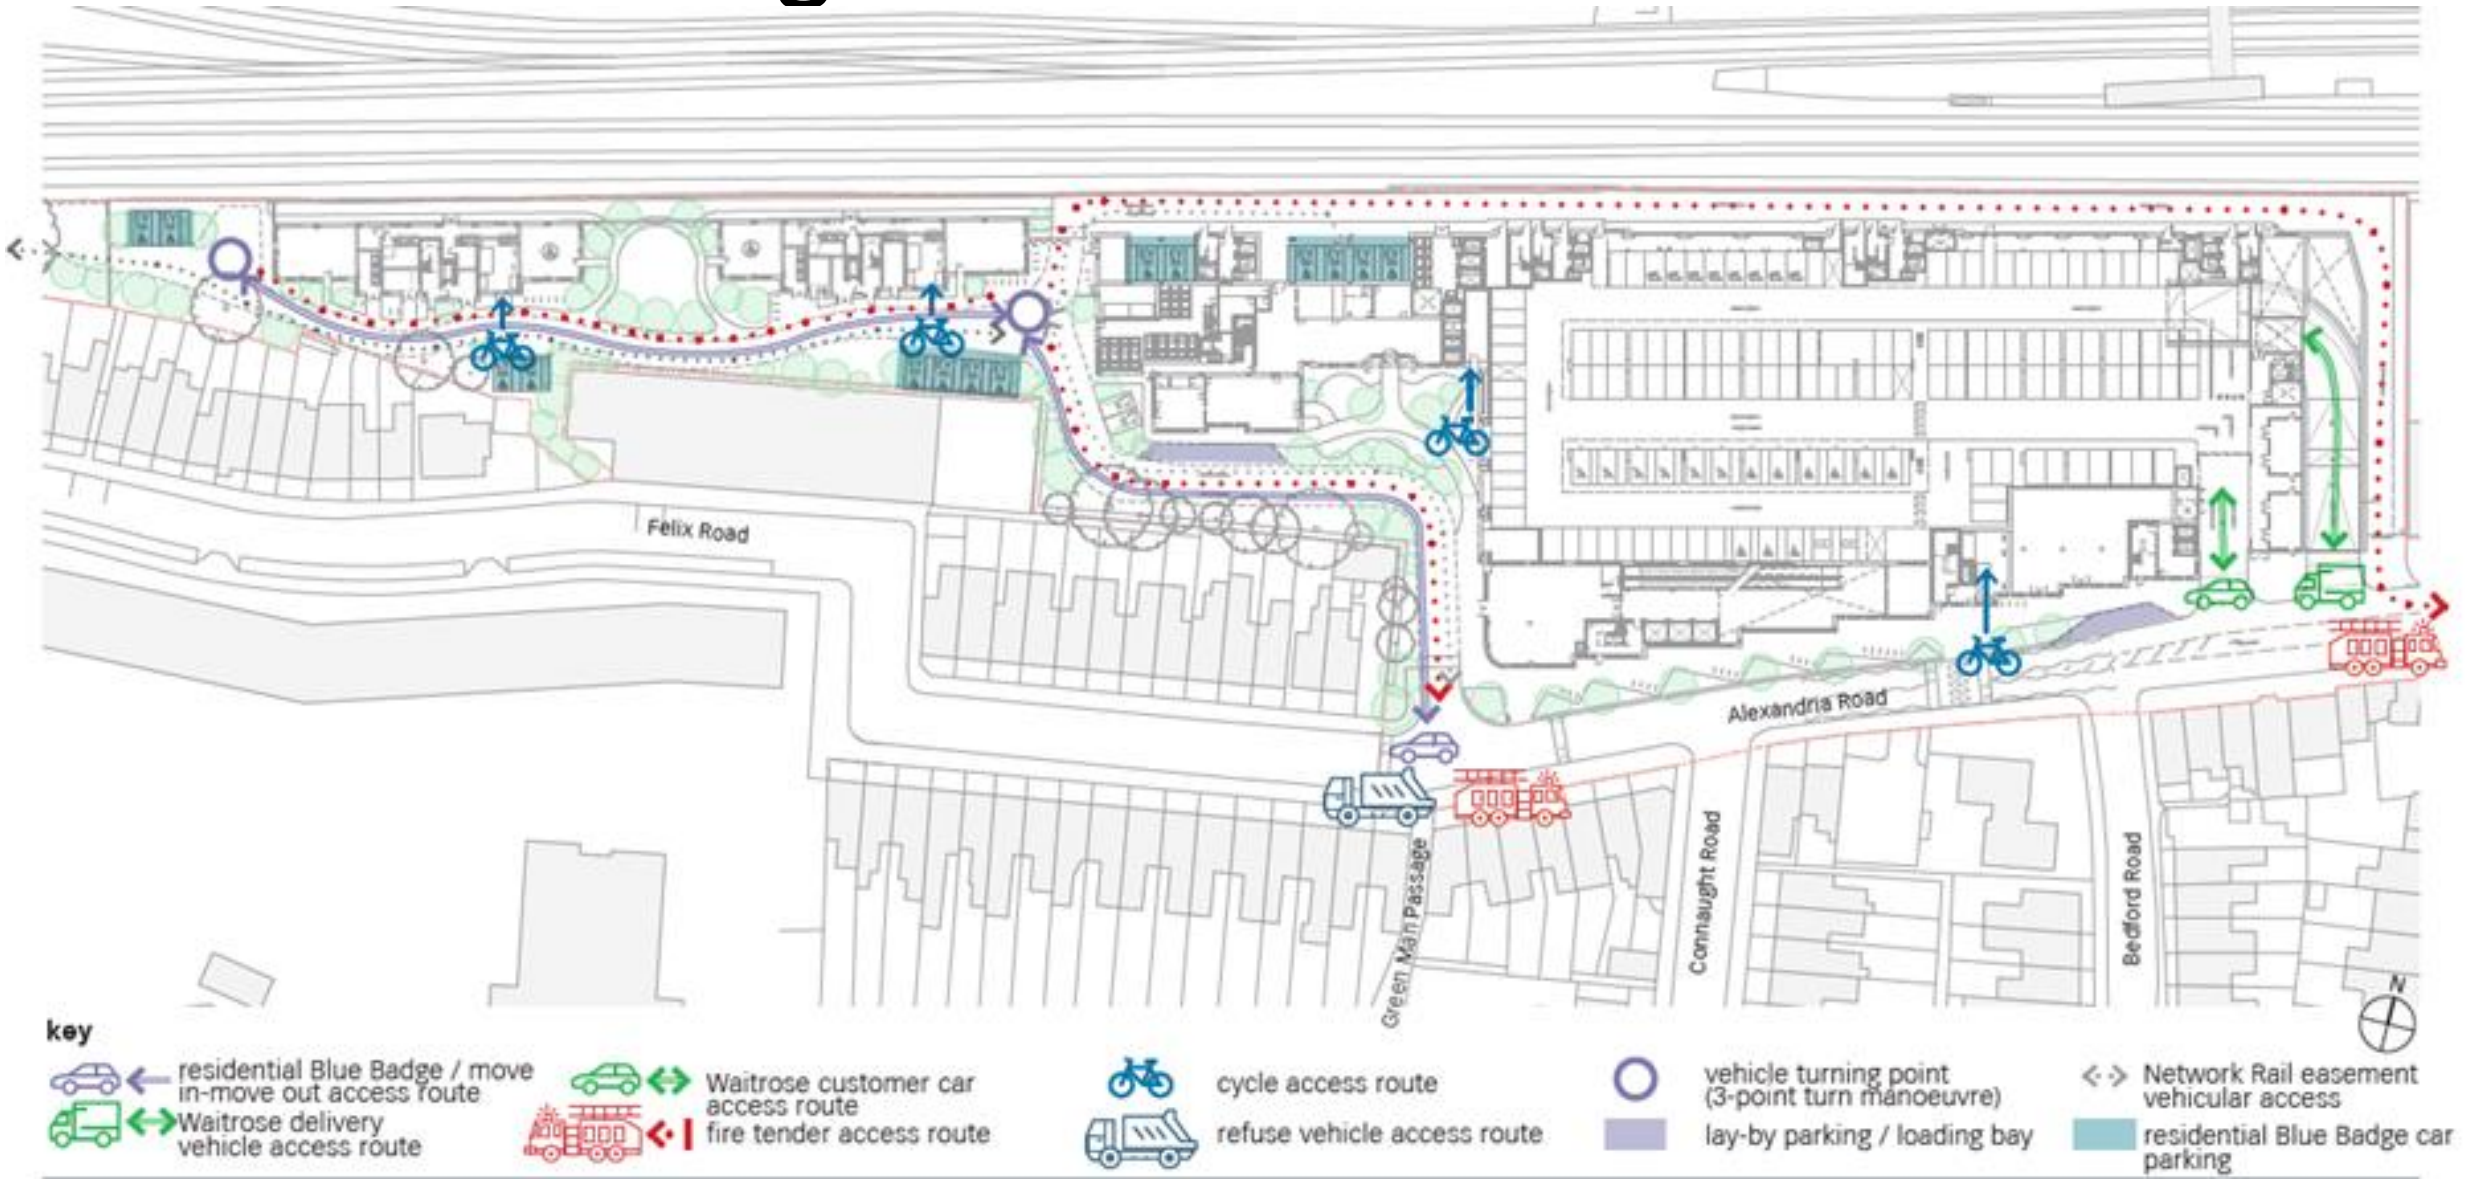 Felix Road
Alexandria Road
Green Man Passage
Connaught Road
Bedford Road
N
key
residential Blue Badge / move
in-move out access route
Waitrose delivery
vehicle access route
Waitrose customer car
access route
fire tender access route
cycle access route
refuse vehicle access route
vehicle turning point
(3-point turn manoeuvre)
lay-by parking / loading bay
Network Rail easement
vehicular access
residential Blue Badge car
parking